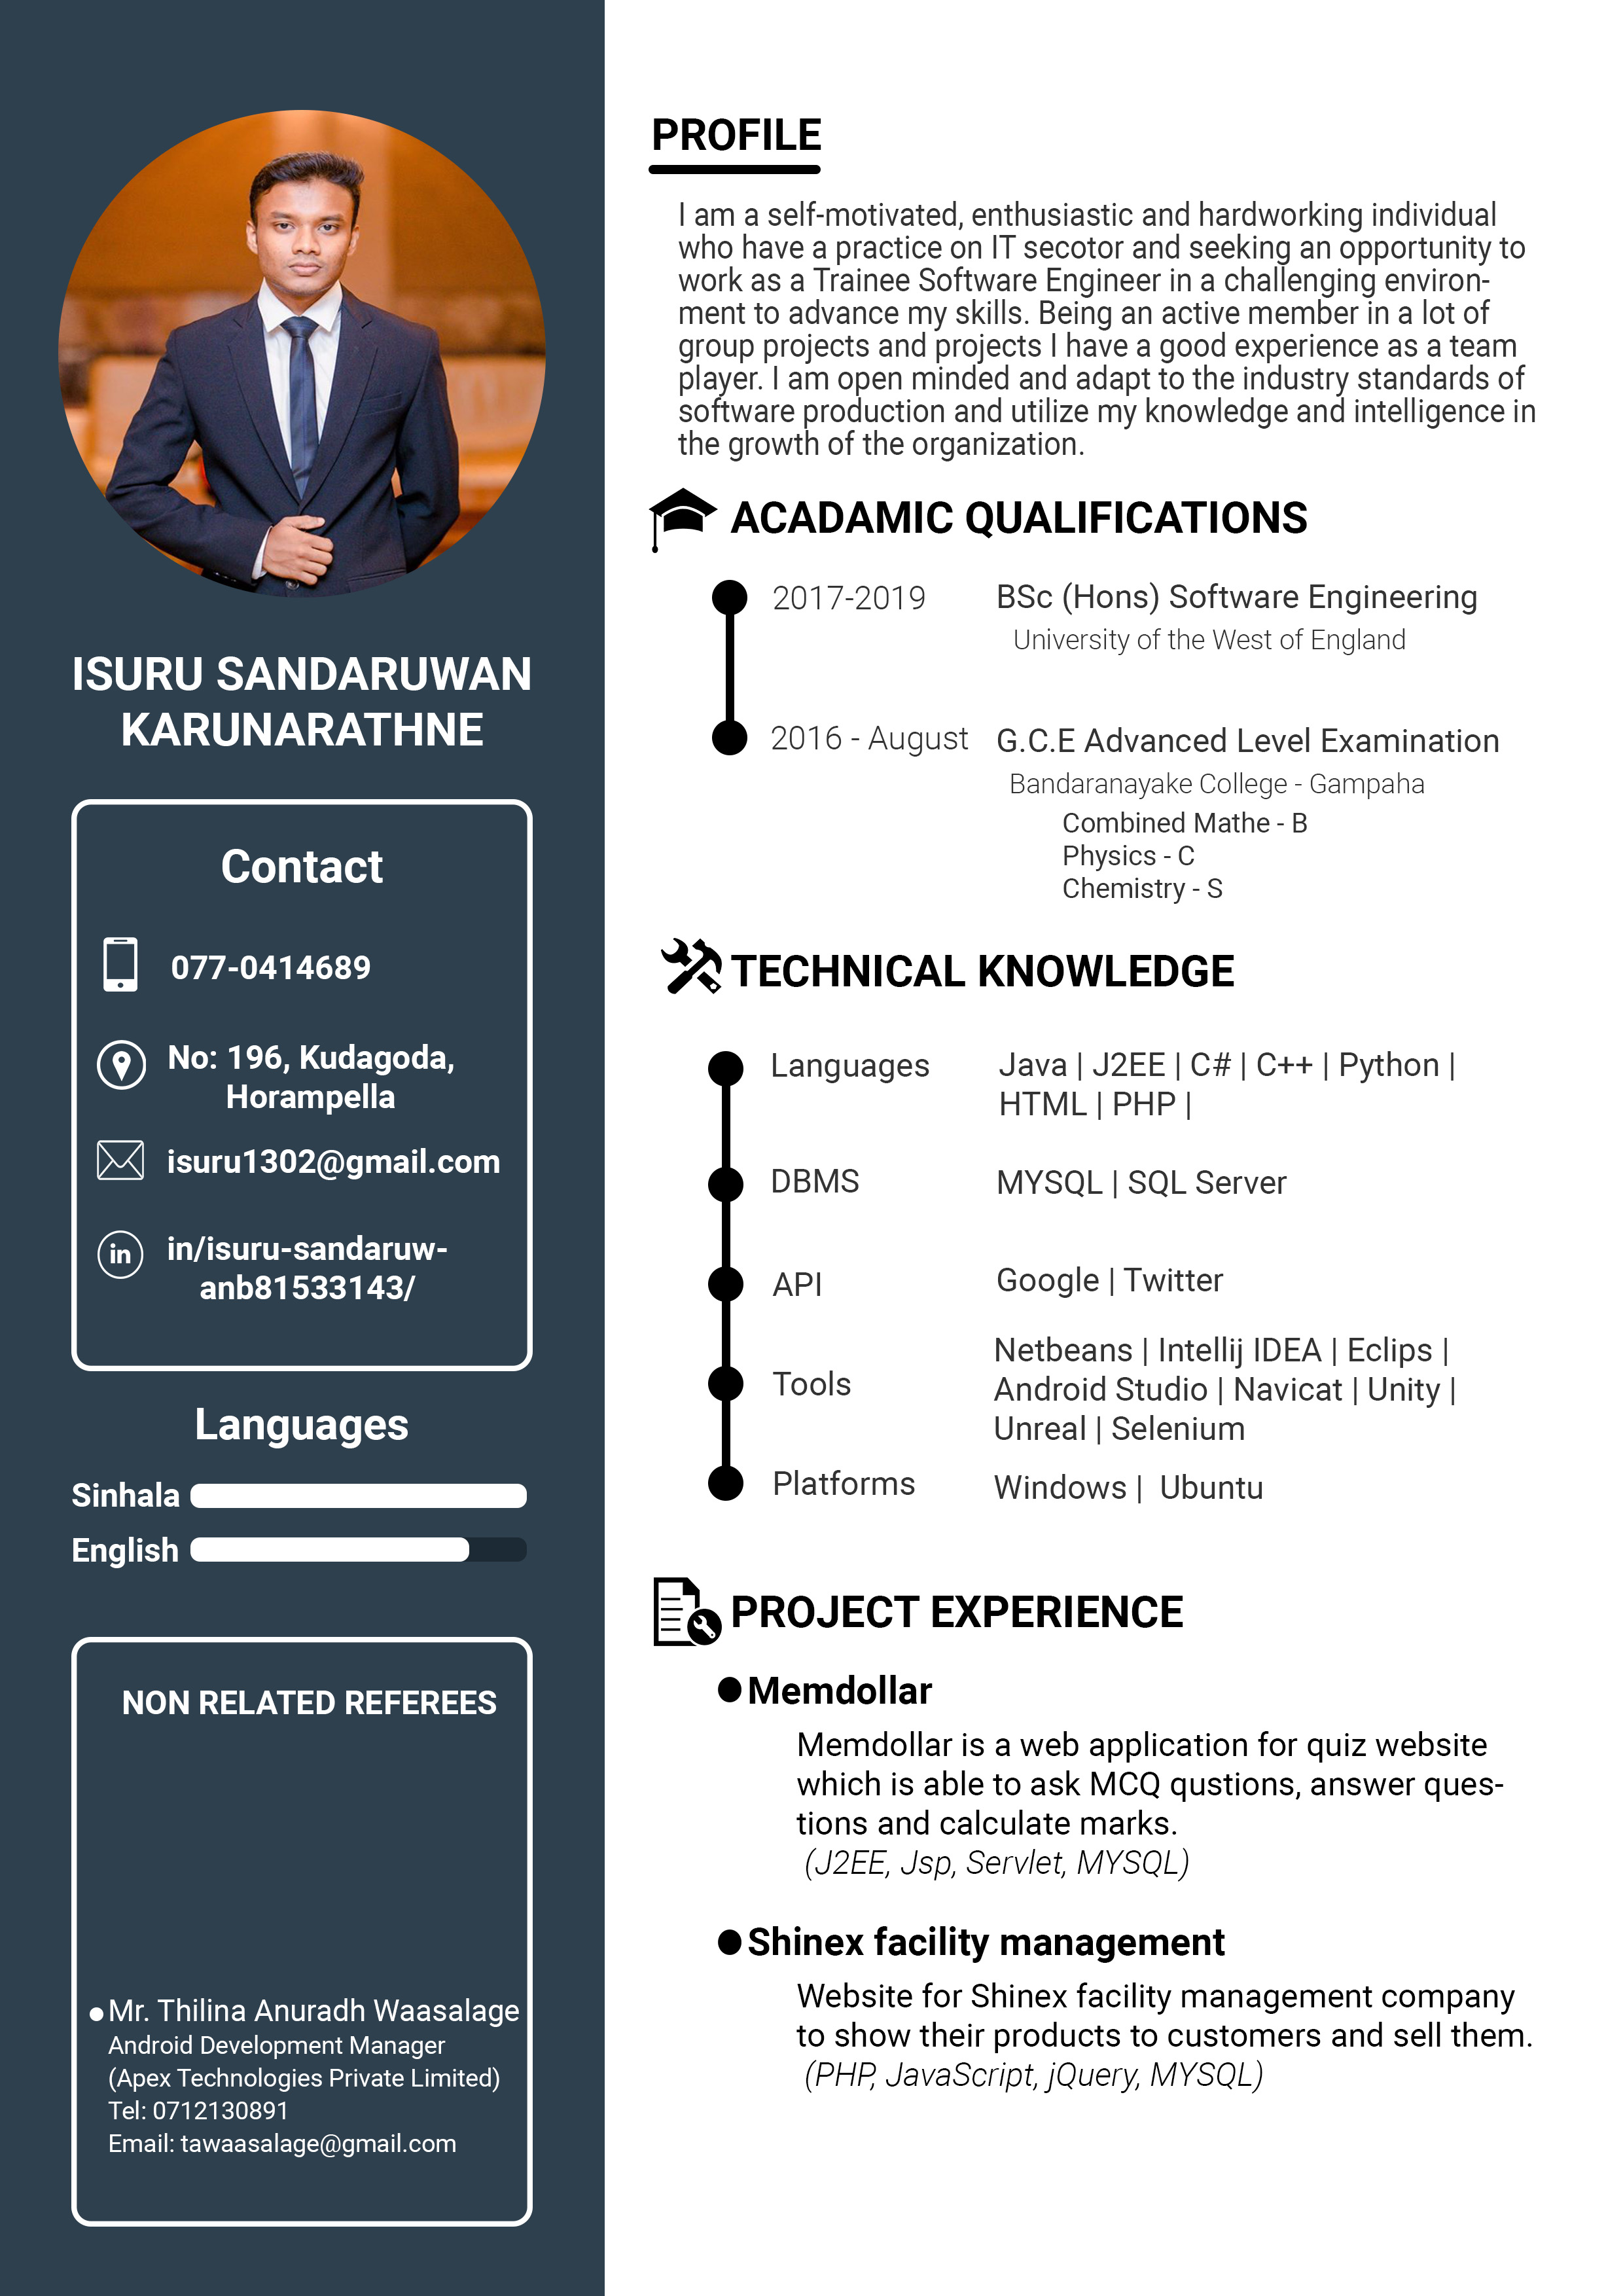 ISURU SANDARUWAN
KARUNARATHNE
Contact
077-0414689
No: 196, Kudagoda,
Horampella
isuru1302@gmail.com
in
in/isuru-sandaruw-
anb81533143/
Languages
Sinhala
English
NON RELATED REFEREES
Mr. Thilina Anuradh Waasalage
Android Development Manager
(Apex Technologies Private Limited)
Tel: 0712130891
Email: tawaasalage@gmail.com
PROFILE
I am a self-motivated, enthusiastic and hardworking individual
who have a practice on IT secotor and seeking an opportunity to
work as a Trainee Software Engineer in a challenging environ-
ment to advance my skills. Being an active member in a lot of
group projects and projects I have a good experience as a team
player. I am open minded and adapt to the industry standards of
software production and utilize my knowledge and intelligence in
the growth of the organization.
ACADAMIC QUALIFICATIONS
2017-2019 BSc (Hons) Software Engineering
University of the West of England
2016 - August G.C.E Advanced Level Examination
Bandaranayake College - Gampaha
Combined Mathe - B
Physics - C
Chemistry - S
TECHNICAL KNOWLEDGE
Languages Java | J2EE | C# | C++ | Python |
HTML | PHP |
DBMS MYSQL | SQL Server
API Google | Twitter
Tools Netbeans | Intellij IDEA | Eclips |
Android Studio | Navicat | Unity |
Unreal | Selenium
Platforms Windows | Ubuntu
PROJECT EXPERIENCE
Memdollar
Memdollar is a web application for quiz website
which is able to ask MCQ qustions, answer ques-
tions and calculate marks.
(J2EE, Jsp, Servlet, MYSQL)
Shinex facility management
Website for Shinex facility management company
to show their products to customers and sell them.
(PHP, JavaScript, jQuery, MYSQL)